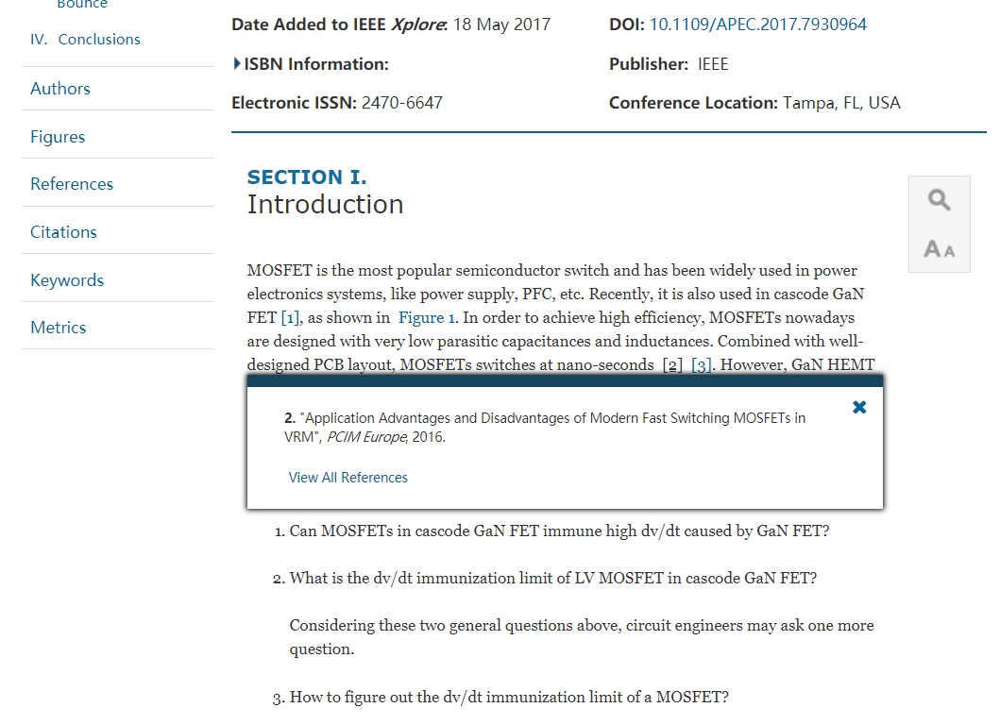 Bounce
IV. Conclusions
Authors
Figures
References
Citations
Keywords
Metrics
Date Added to IEEE Xplore: 18 May 2017
DOI: 10.1109/APEC.2017.7930964
ISBN Information:
Publisher: IEEE
Electronic ISSN: 2470-6647
Conference Location: Tampa, FL, USA
SECTION I.
Introduction
MOSFET is the most popular semiconductor switch and has been widely used in power
electronics systems, like power supply, PFC, etc. Recently, it is also used in cascode GaN
FET [1], as shown in Figure 1. In order to achieve high efficiency, MOSFETs nowadays
are designed with very low parasitic capacitances and inductances. Combined with well-
designed PCB layout, MOSFETs switches at nano-seconds [2] [3]. However, GaN HEMT
2. "Application Advantages and Disadvantages of Modern Fast Switching MOSFETs in
VRM", PCIM Europe, 2016.
View All References
1. Can MOSFETs in cascode GaN FET immune high dv/dt caused by GaN FET?
2. What is the dv/dt immunization limit of LV MOSFET in cascode GaN FET?
Considering these two general questions above, circuit engineers may ask one more
question.
3. How to figure out the dv/dt immunization limit of a MOSFET?
A A